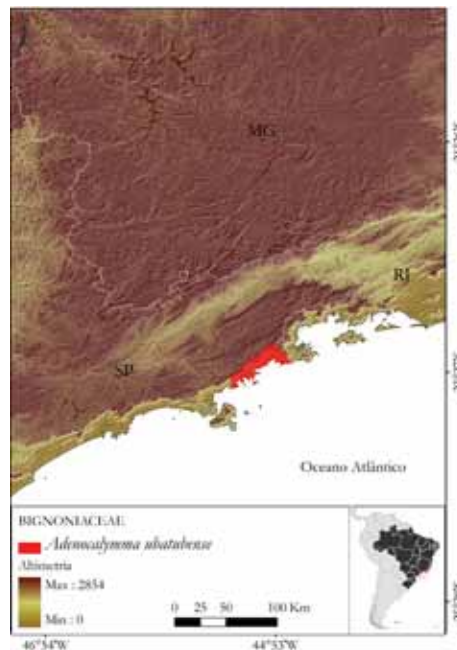 MG
RJ
SP
Oceano Atlântico
BIGNONIACEAE
Adenocalymma ubatubense
Altimetria
Max : 2854
Min : 0
0 25 50 100 Km
46°54'W 44°53'W